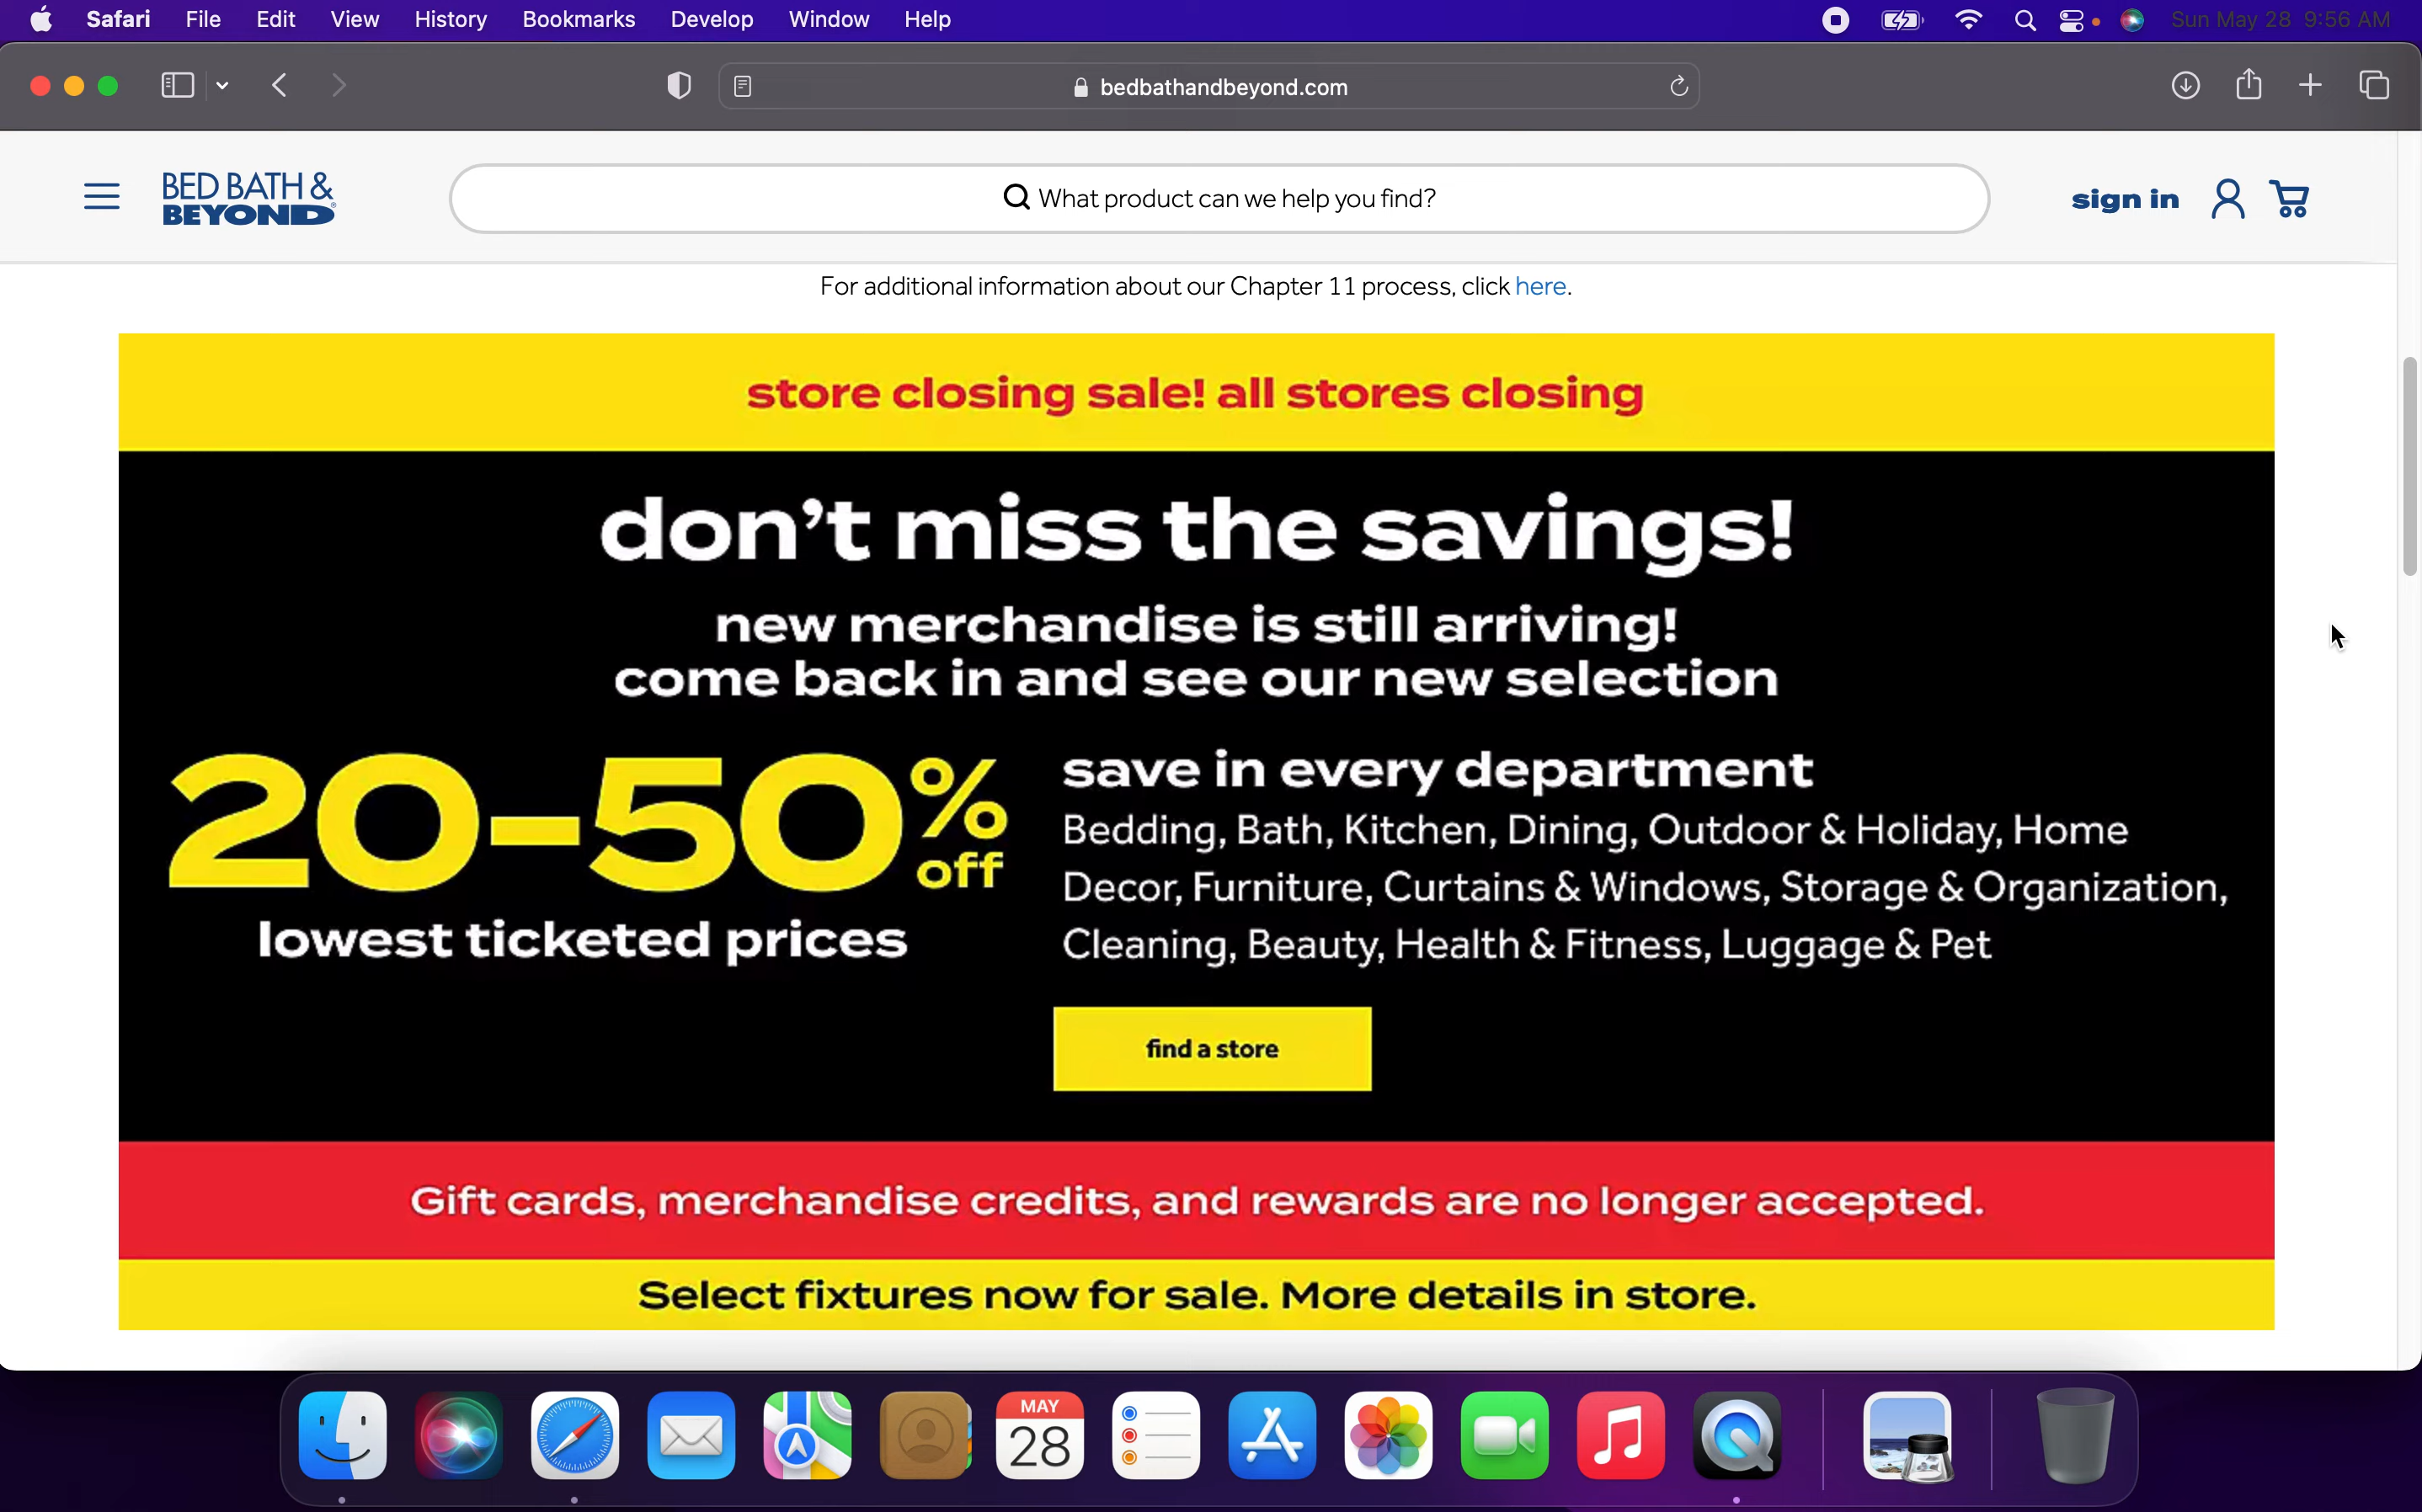 Safari File Edit View History Bookmarks Develop Window Help Sun May 28 9:56 AM
bedbathandbeyond.com
BED BATH &
BEYOND®
What product can we help you find?
sign in
For additional information about our Chapter 11 process, click here.
store closing sale! all stores closing
don't miss the savings!
new merchandise is still arriving!
come back in and see our new selection
20-50% off
lowest ticketed prices
save in every department
Bedding, Bath, Kitchen, Dining, Outdoor & Holiday, Home
Decor, Furniture, Curtains & Windows, Storage & Organization,
Cleaning, Beauty, Health & Fitness, Luggage & Pet
find a store
Gift cards, merchandise credits, and rewards are no longer accepted.
Select fixtures now for sale. More details in store.
MAY
28